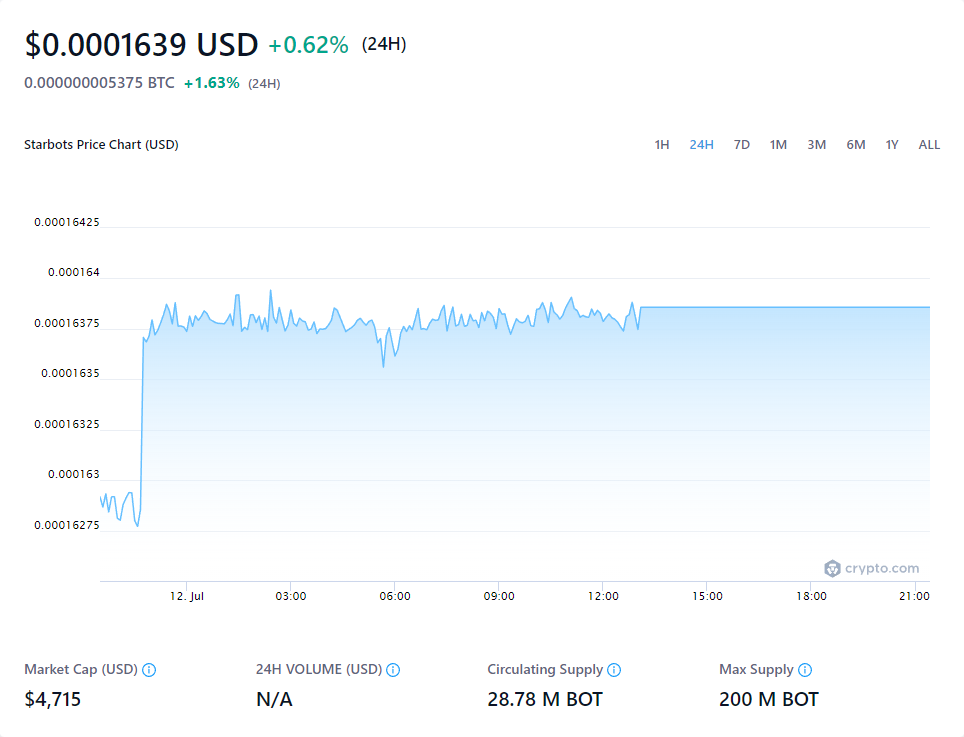 $0.0001639 USD +0.62% (24H)
0.000000005375 BTC +1.63% (24H)
Starbots Price Chart (USD) 1H 24H 7D 1M 3M 6M 1Y ALL
0.00016425
0.000164
0.00016375
0.0001635
0.00016325
0.000163
0.00016275
crypto.com
12. Jul 03:00 06:00 09:00 12:00 15:00 18:00 21:00
Market Cap (USD) 24H VOLUME (USD) Circulating Supply Max Supply
$4,715 N/A 28.78 M BOT 200 M BOT